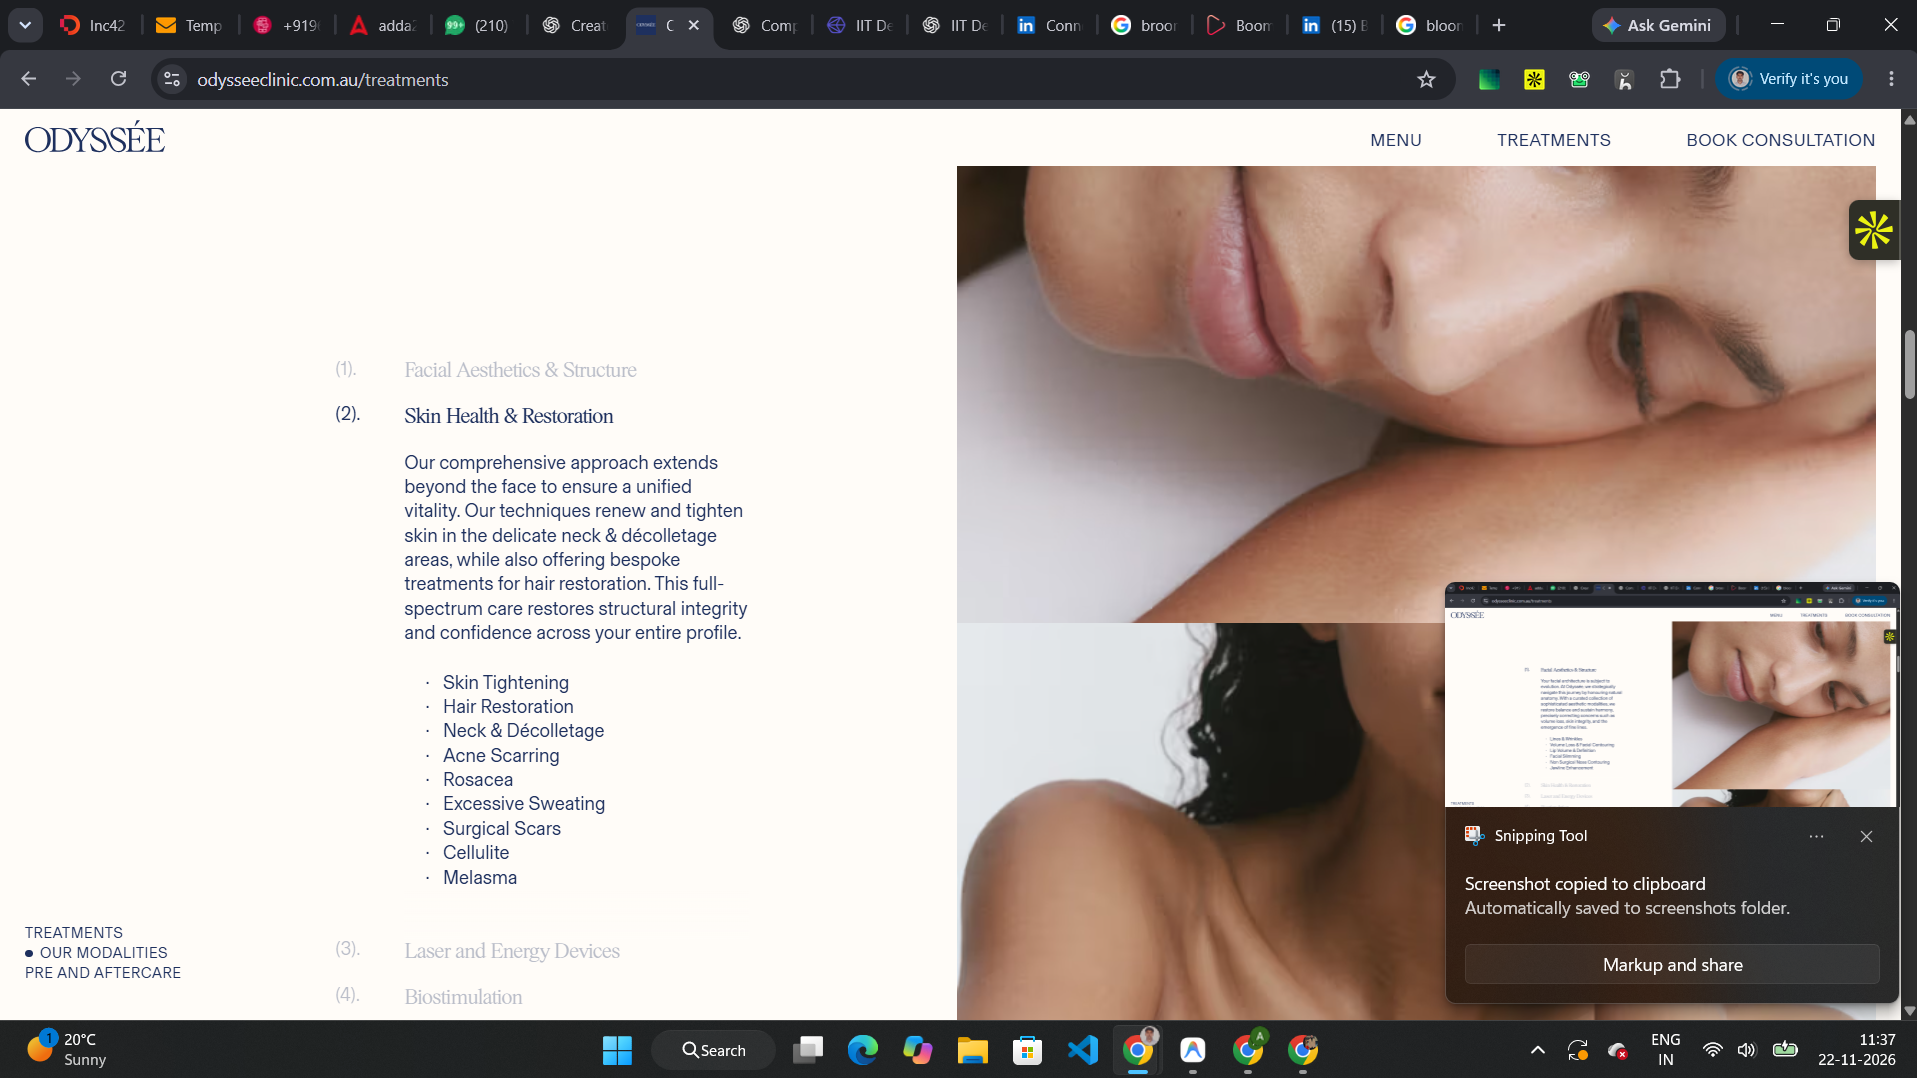 Inc42
Temp
+919
adda2
(210)
Create
C
Comp
IIT De
IIT De
Conn
broor
Boom
(15) B
bloon
Ask Gemini
odysseeclinic.com.au/treatments
Verify it's you
ODYSSÉE
MENU
TREATMENTS
BOOK CONSULTATION
(1). Facial Aesthetics & Structure
(2). Skin Health & Restoration
Our comprehensive approach extends
beyond the face to ensure a unified
vitality. Our techniques renew and tighten
skin in the delicate neck & décolletage
areas, while also offering bespoke
treatments for hair restoration. This full-
spectrum care restores structural integrity
and confidence across your entire profile.
· Skin Tightening
· Hair Restoration
· Neck & Décolletage
· Acne Scarring
· Rosacea
· Excessive Sweating
· Surgical Scars
· Cellulite
· Melasma
(3). Laser and Energy Devices
(4). Biostimulation
TREATMENTS
OUR MODALITIES
PRE AND AFTERCARE
Snipping Tool
Screenshot copied to clipboard
Automatically saved to screenshots folder.
Markup and share
1
20°C
Sunny
Search
ENG
IN
11:37
22-11-2026